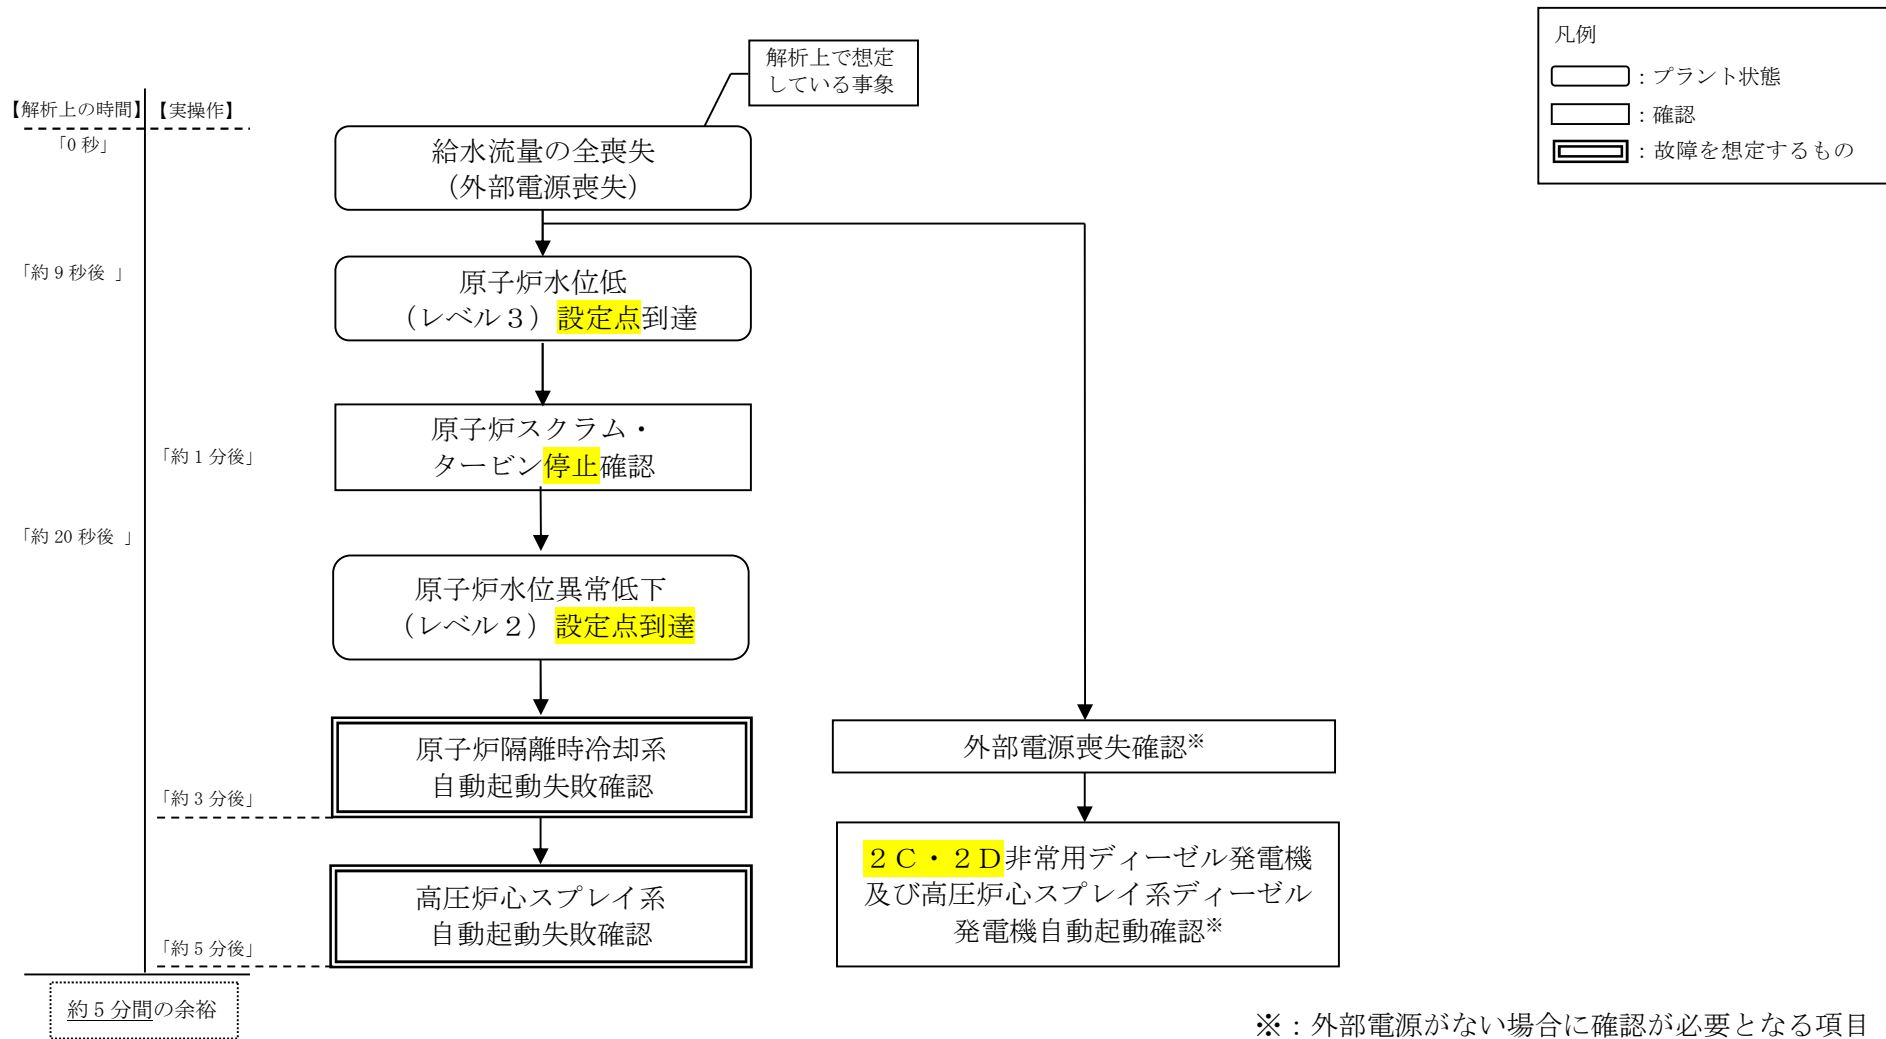 解析上で想定
している事象
凡例
：プラント状態
：確認
：故障を想定するもの
【解析上の時間】【実操作】
「0 秒」
給水流量の全喪失
（外部電源喪失）
「約 9 秒後 」
原子炉水位低
（レベル３）設定点到達
原子炉スクラム・
タービン停止確認
「約 1 分後」
「約 20 秒後 」
原子炉水位異常低下
（レベル２）設定点到達
原子炉隔離時冷却系
自動起動失敗確認
「約 3 分後」
高圧炉心スプレイ系
自動起動失敗確認
「約 5 分後」
外部電源喪失確認※
２Ｃ・２Ｄ非常用ディーゼル発電機
及び高圧炉心スプレイ系ディーゼル
発電機自動起動確認※
約 5 分間の余裕
※：外部電源がない場合に確認が必要となる項目